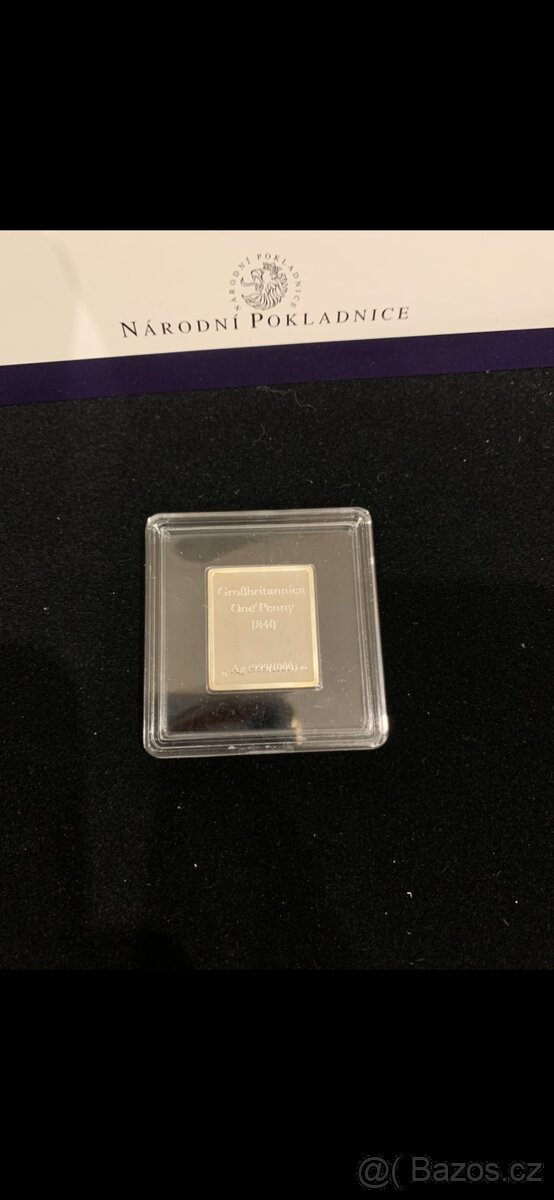 NÁRODNÍ POKLADNICE
NÁRODNÍ POKLADNICE
Großbritannien
One Penny
1840
Ag (999/1000)
@( Bazos.cz